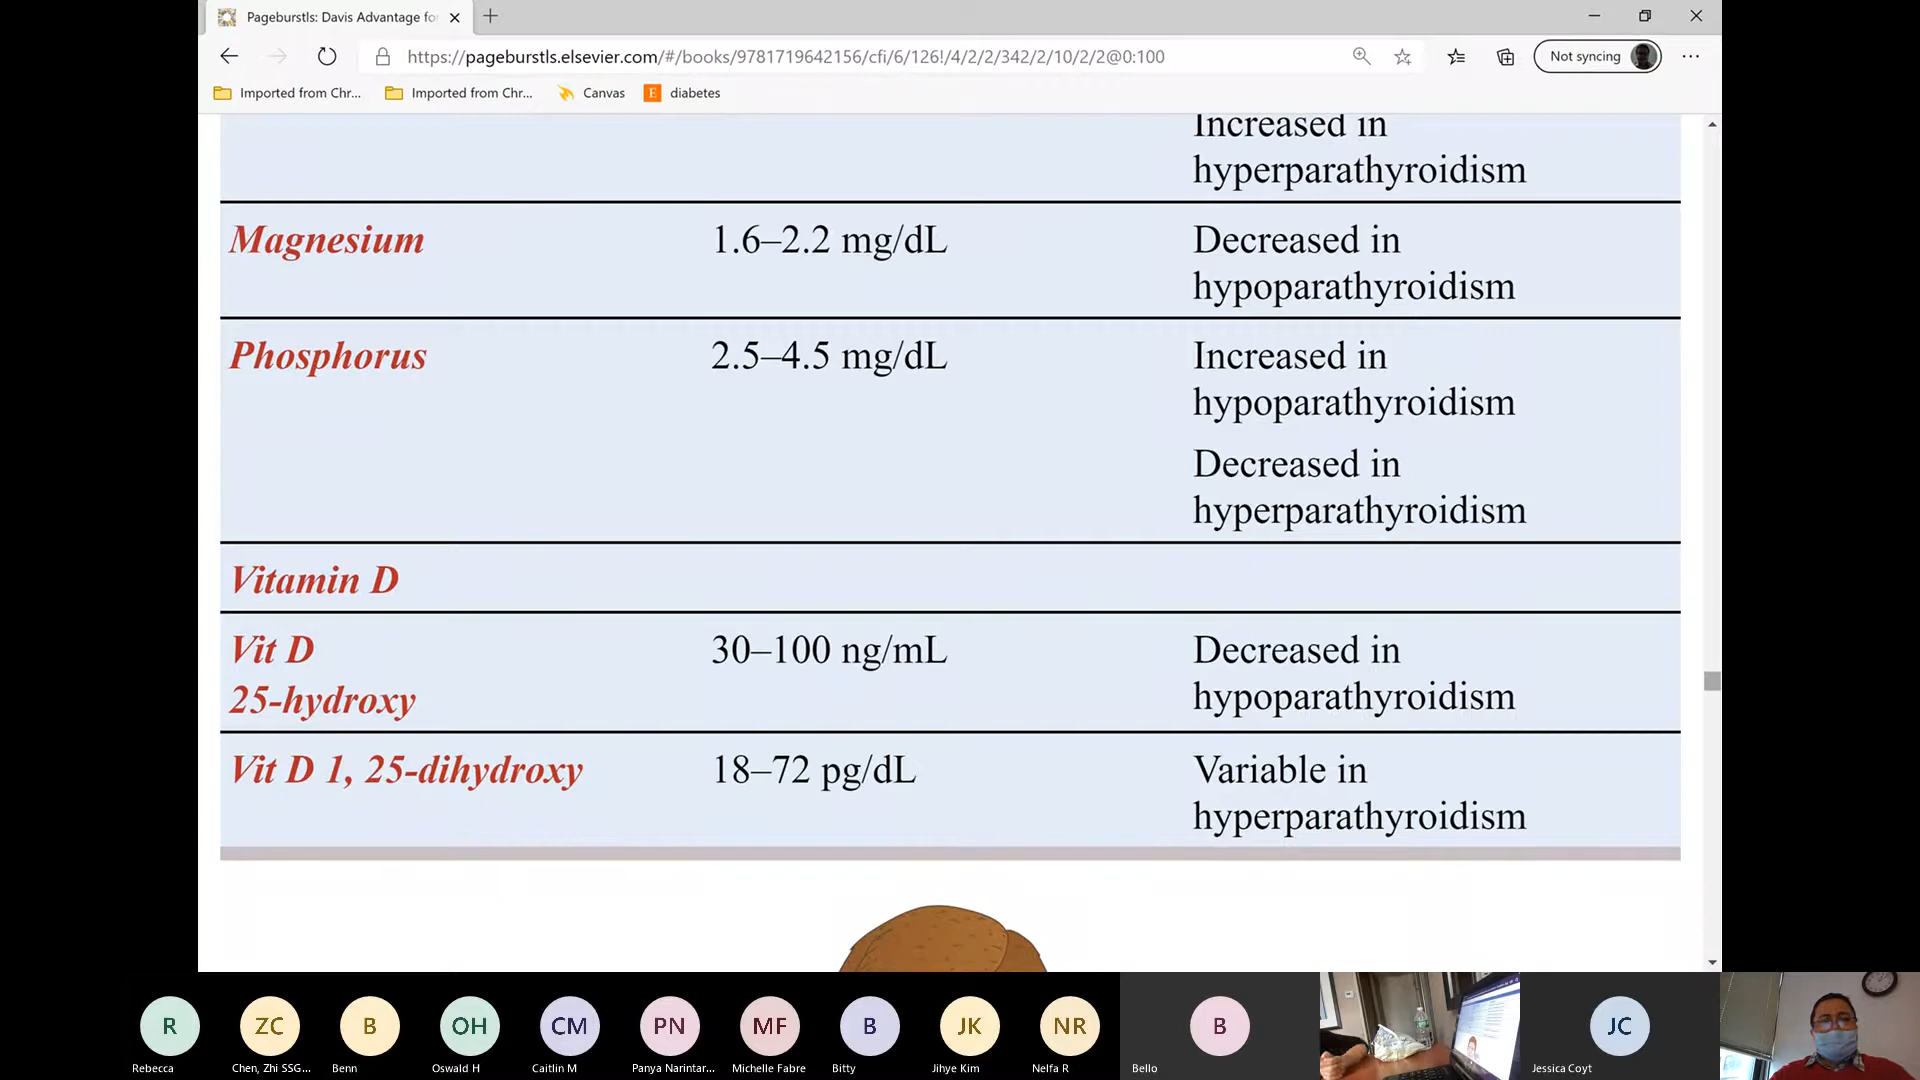 Pageburstls: Davis Advantage fo
https://pageburstls.elsevier.com/#/books/9781719642156/cfi/6/126!/4/2/2/342/2/10/2/2@0:100
Not syncing
Imported from Chr...
Imported from Chr...
Canvas
E
diabetes
Increased in
hyperparathyroidism
Magnesium
1.6–2.2 mg/dL
Decreased in
hypoparathyroidism
Phosphorus
2.5–4.5 mg/dL
Increased in
hypoparathyroidism
Decreased in
hyperparathyroidism
Vitamin D
Vit D
25-hydroxy
30–100 ng/mL
Decreased in
hypoparathyroidism
Vit D 1, 25-dihydroxy
18–72 pg/dL
Variable in
hyperparathyroidism
R
ZC
B
OH
CM
PN
MF
B
JK
NR
B
JC
Rebecca
Chen, Zhi SSG...
Benn
Oswald H
Caitlin M
Panya Narintar...
Michelle Fabre
Bitty
Jihye Kim
Nelfa R
Bello
Jessica Coyt